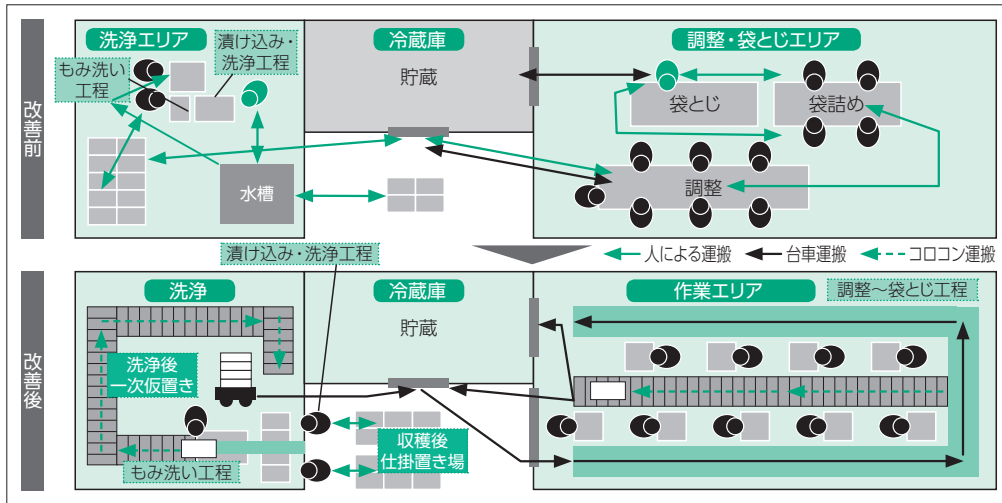 改善前
洗浄エリア
漬け込み・
洗浄工程
もみ洗い
工程
水槽
冷蔵庫
貯蔵
調整・袋とじエリア
袋とじ
袋詰め
調整
人による運搬
台車運搬
コロコン運搬
改善後
漬け込み・洗浄工程
洗浄
洗浄後
一次仮置き
もみ洗い工程
冷蔵庫
貯蔵
収穫後
仕掛置き場
作業エリア
調整〜袋とじ工程